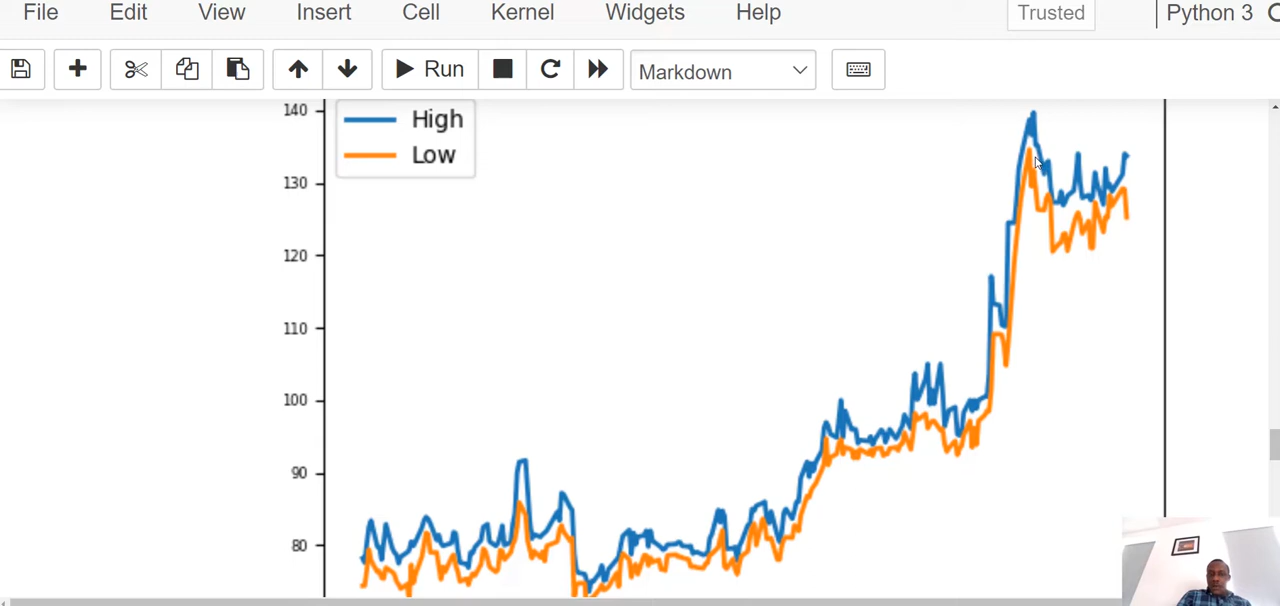 File Edit View Insert Cell Kernel Widgets Help Trusted Python 3
Run Markdown
High
Low
140
130
120
110
100
90
80